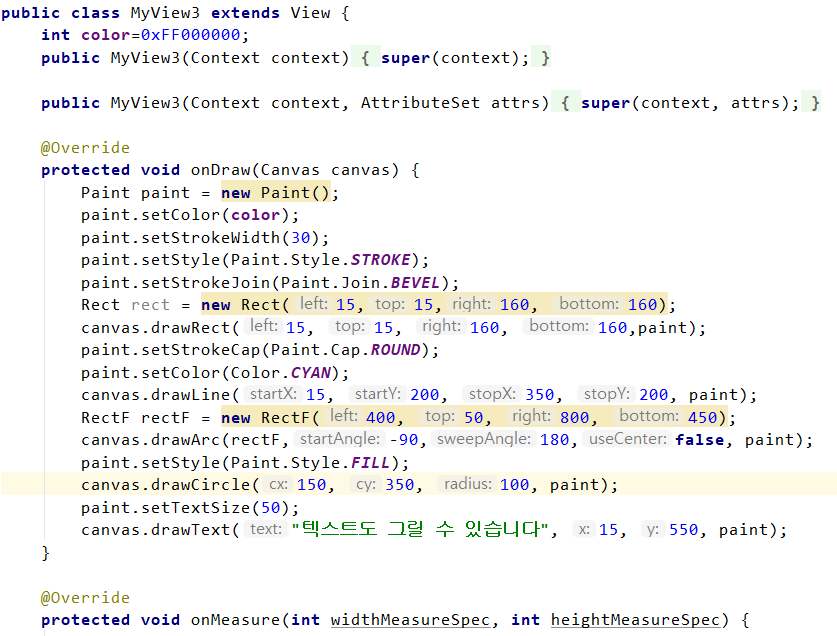 public class MyView3 extends View {
int color=0xFF000000;
public MyView3(Context context) { super(context); }
public MyView3(Context context, AttributeSet attrs) { super(context, attrs); }
@Override
protected void onDraw(Canvas canvas) {
Paint paint = new Paint();
paint.setColor(color);
paint.setStrokeWidth(30);
paint.setStyle(Paint.Style.STROKE);
paint.setStrokeJoin(Paint.Join.BEVEL);
Rect rect = new Rect( left: 15, top: 15, right: 160, bottom: 160);
canvas.drawRect( left: 15, top: 15, right: 160, bottom: 160,paint);
paint.setStrokeCap(Paint.Cap.ROUND);
paint.setColor(Color.CYAN);
canvas.drawLine( startX: 15, startY: 200, stopX: 350, stopY: 200, paint);
RectF rectF = new RectF( left: 400, top: 50, right: 800, bottom: 450);
canvas.drawArc(rectF, startAngle: -90, sweepAngle: 180, useCenter: false, paint);
paint.setStyle(Paint.Style.FILL);
canvas.drawCircle( cx: 150, cy: 350, radius: 100, paint);
paint.setTextSize(50);
canvas.drawText( text: "텍스트도 그릴 수 있습니다", x: 15, y: 550, paint);
}
@Override
protected void onMeasure(int widthMeasureSpec, int heightMeasureSpec) {